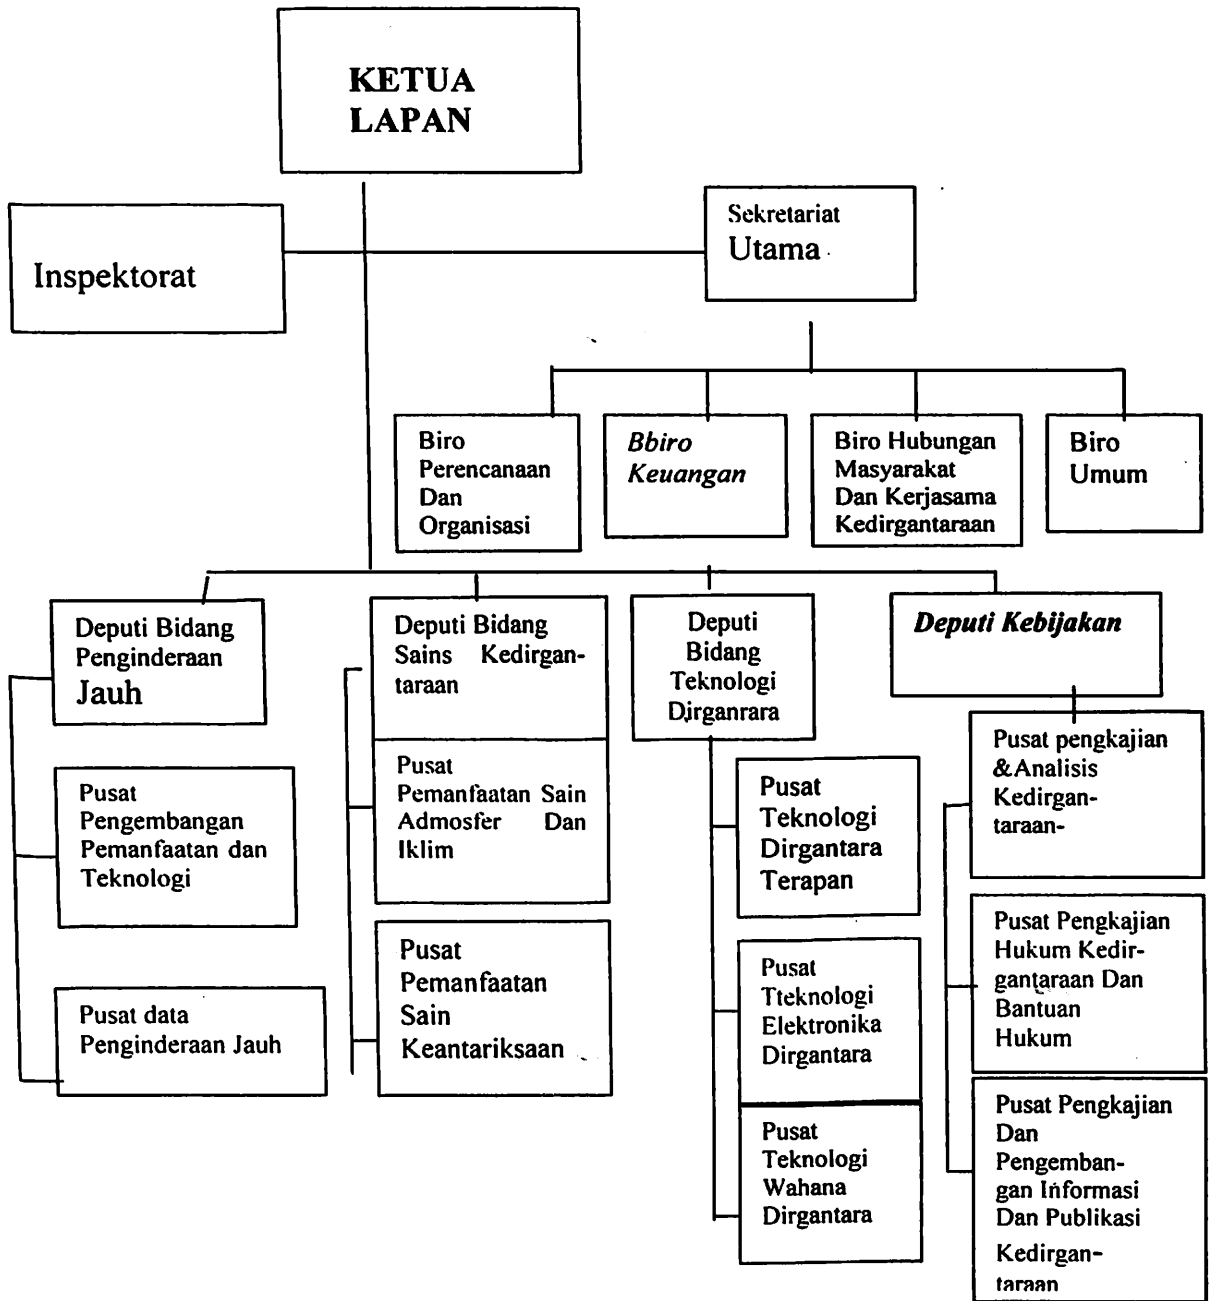 KETUA
LAPAN
Inspektorat
Sekretariat
Utama
Biro
Perencanaan
Dan
Organisasi
Bbiro
Keuangan
Biro Hubungan
Masyarakat
Dan Kerjasama
Kedirgantaraan
Biro
Umum
Deputi Bidang
Penginderaan
Jauh
Pusat
Pengembangan
Pemanfaatan dan
Teknologi
Pusat data
Penginderaan Jauh
Deputi Bidang
Sains Kedirgan-
taraan
Pusat
Pemanfaatan Sain
Admosfer Dan
Iklim
Pusat
Pemanfaatan
Sain
Keantariksaan
Deputi
Bidang
Teknologi
Dirganrara
Pusat
Teknologi
Dirgantara
Terapan
Pusat
Tteknologi
Elektronika
Dirgantara
Pusat
Teknologi
Wahana
Dirgantara
Deputi Kebijakan
Pusat pengkajian
&Analisis
Kedirgan-
taraan-
Pusat Pengkajian
Hukum Kedir-
gantaraan Dan
Bantuan
Hukum
Pusat Pengkajian
Dan
Pengemban-
gan Informasi
Dan Publikasi
Kedirgan-
taraan